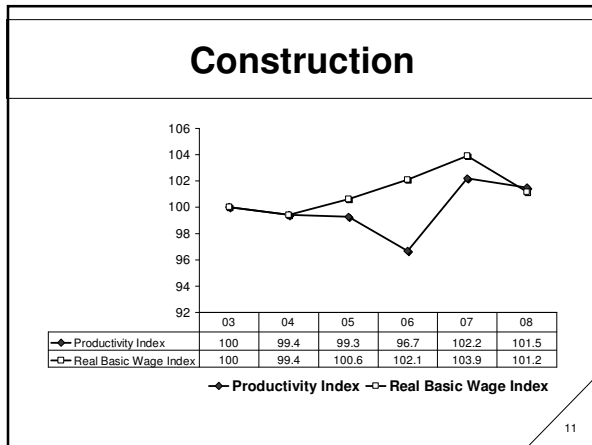 Construction
106
104
102
100
98
96
94
92
03 04 05 06 07 08
Productivity Index 100 99.4 99.3 96.7 102.2 101.5
Real Basic Wage Index 100 99.4 100.6 102.1 103.9 101.2
Productivity Index Real Basic Wage Index
11